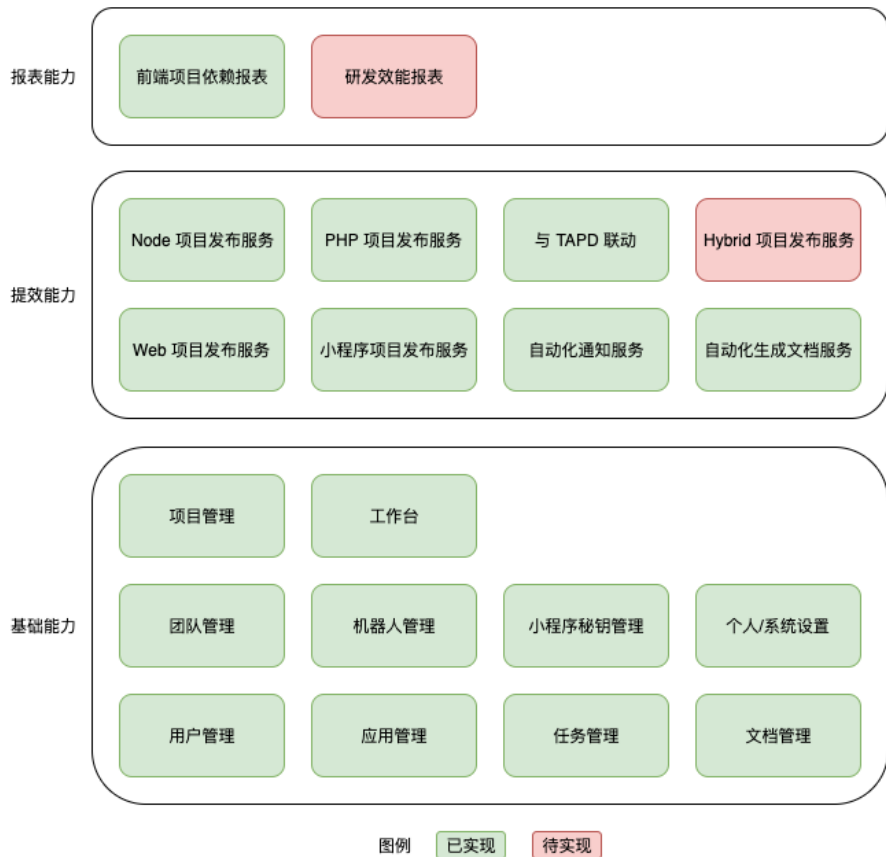 报表能力
前端项目依赖报表
研发效能报表
提效能力
Node 项目发布服务
PHP 项目发布服务
与 TAPD 联动
Hybrid 项目发布服务
Web 项目发布服务
小程序项目发布服务
自动化通知服务
自动化生成文档服务
基础能力
项目管理
工作台
团队管理
机器人管理
小程序秘钥管理
个人/系统设置
用户管理
应用管理
任务管理
文档管理
图例
已实现
待实现